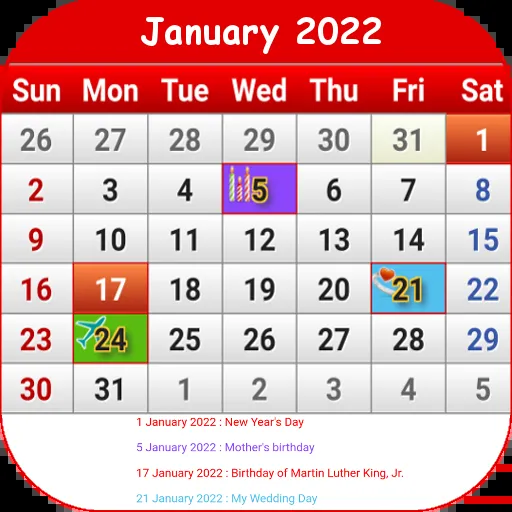 January 2022
Sun Mon Tue Wed Thu Fri Sat
26 27 28 29 30 31 1
2 3 4 5 6 7 8
9 10 11 12 13 14 15
16 17 18 19 20 21 22
23 24 25 26 27 28 29
30 31 1 2 3 4 5
1 January 2022 : New Year's Day
5 January 2022 : Mother's birthday
17 January 2022 : Birthday of Martin Luther King, Jr.
21 January 2022 : My Wedding Day